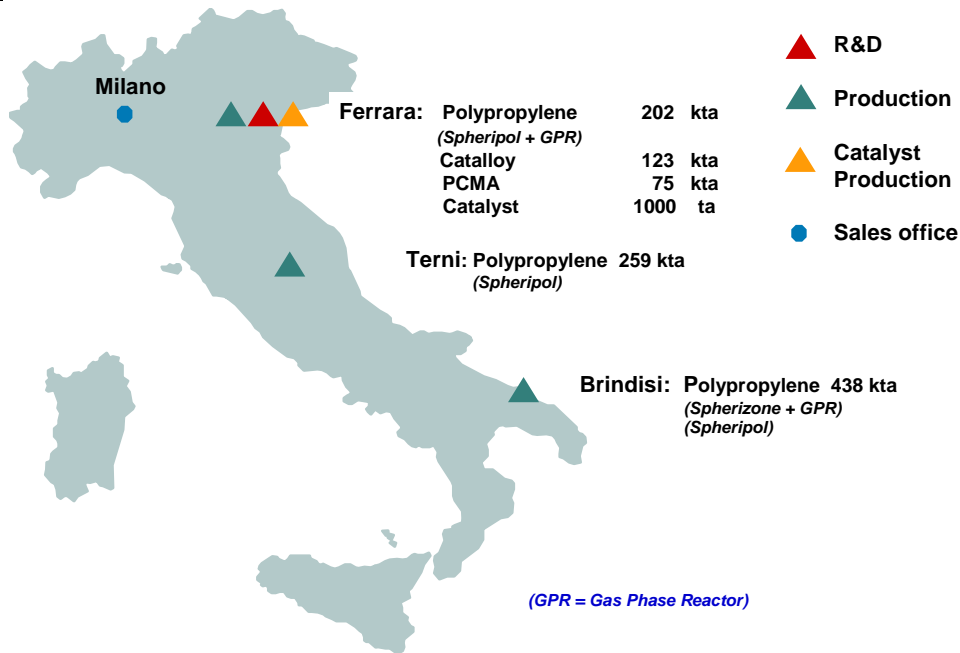 Milano
Ferrara: Polypropylene 202 kta
(Spheripol + GPR)
Catalloy 123 kta
PCMA 75 kta
Catalyst 1000 ta
Terni: Polypropylene 259 kta
(Spheripol)
Brindisi: Polypropylene 438 kta
(Spherizone + GPR)
(Spheripol)
(GPR = Gas Phase Reactor)
R&D
Production
Catalyst
Production
Sales office